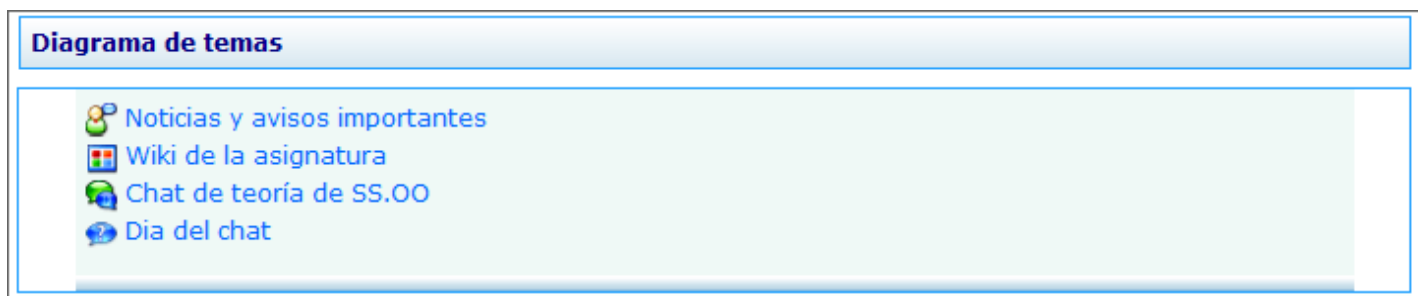 Diagrama de temas
Noticias y avisos importantes
Wiki de la asignatura
Chat de teoría de SS.OO
Dia del chat